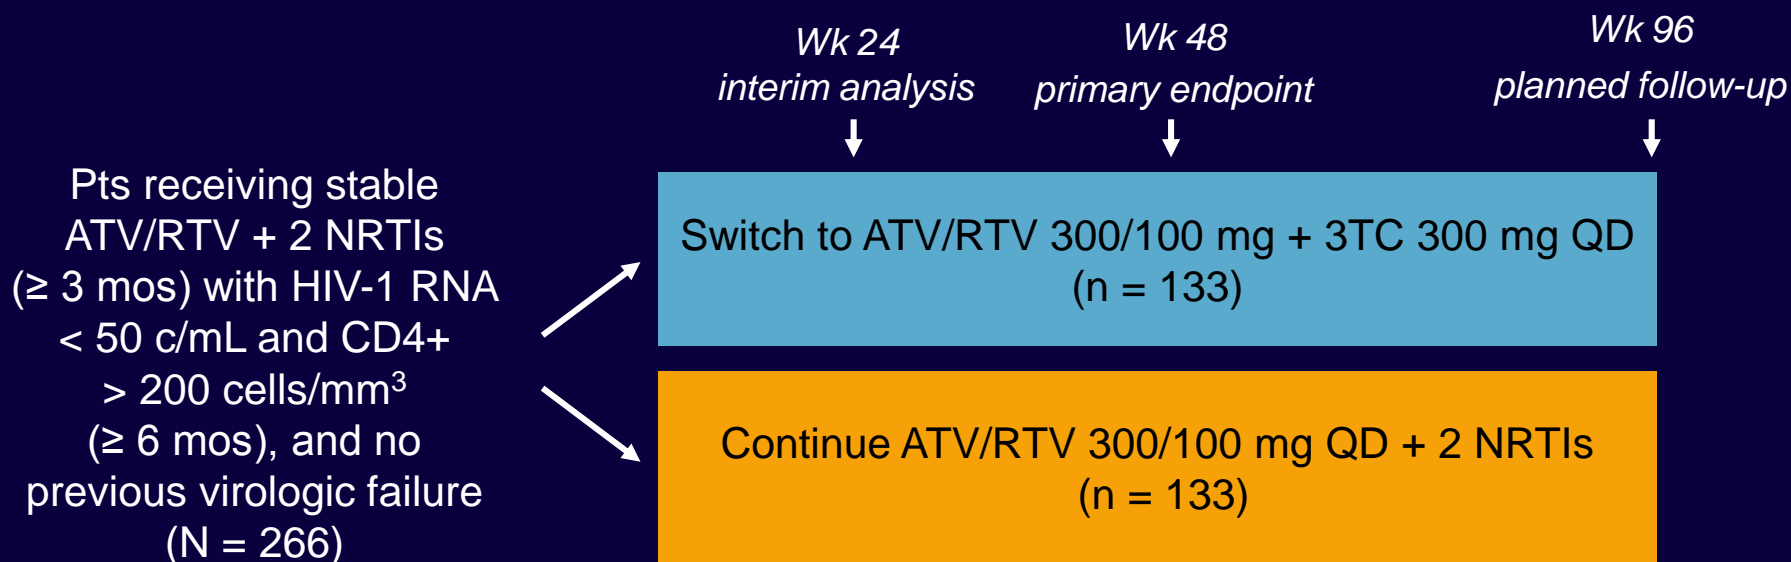 Wk 24
interim analysis
Wk 48
primary endpoint
Wk 96
planned follow-up
Pts receiving stable
ATV/RTV + 2 NRTIs
(≥ 3 mos) with HIV-1 RNA
< 50 c/mL and CD4+
> 200 cells/mm³
(≥ 6 mos), and no
previous virologic failure
(N = 266)
Switch to ATV/RTV 300/100 mg + 3TC 300 mg QD
(n = 133)
Continue ATV/RTV 300/100 mg QD + 2 NRTIs
(n = 133)